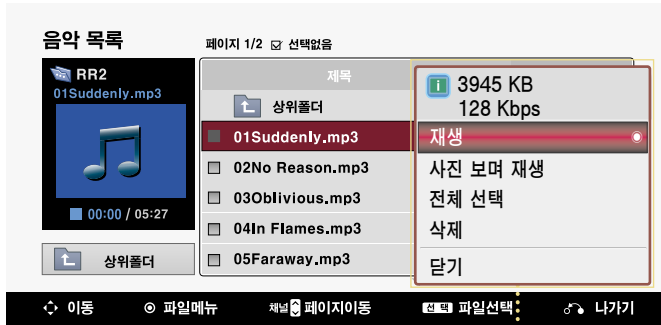 음악 목록
페이지 1/2 ☑ 선택없음
RR2
01Suddenly.mp3
00:00 / 05:27
상위폴더
제목
상위폴더
01Suddenly.mp3
02No Reason.mp3
03Oblivious.mp3
04In Flames.mp3
05Faraway.mp3
3945 KB
128 Kbps
재생
사진 보며 재생
전체 선택
삭제
닫기
이동 ⊙ 파일메뉴 채널 페이지이동 선택 파일선택 나가기